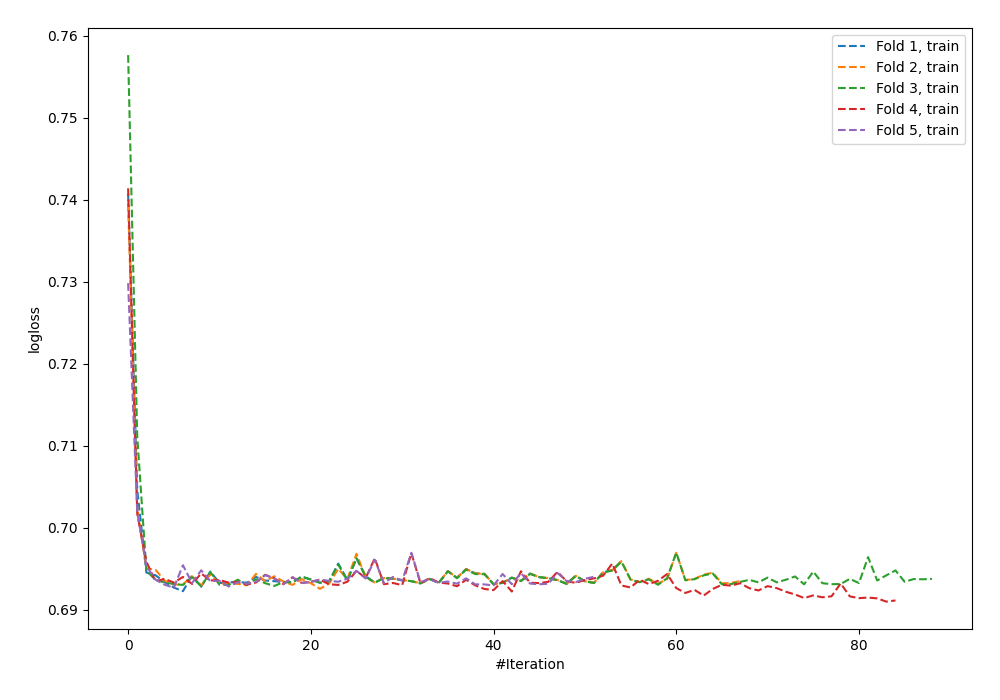 0.76
0.75
0.74
0.73
0.72
0.71
0.70
0.69
logloss
0
20
40
60
80
#Iteration
Fold 1, train
Fold 2, train
Fold 3, train
Fold 4, train
Fold 5, train